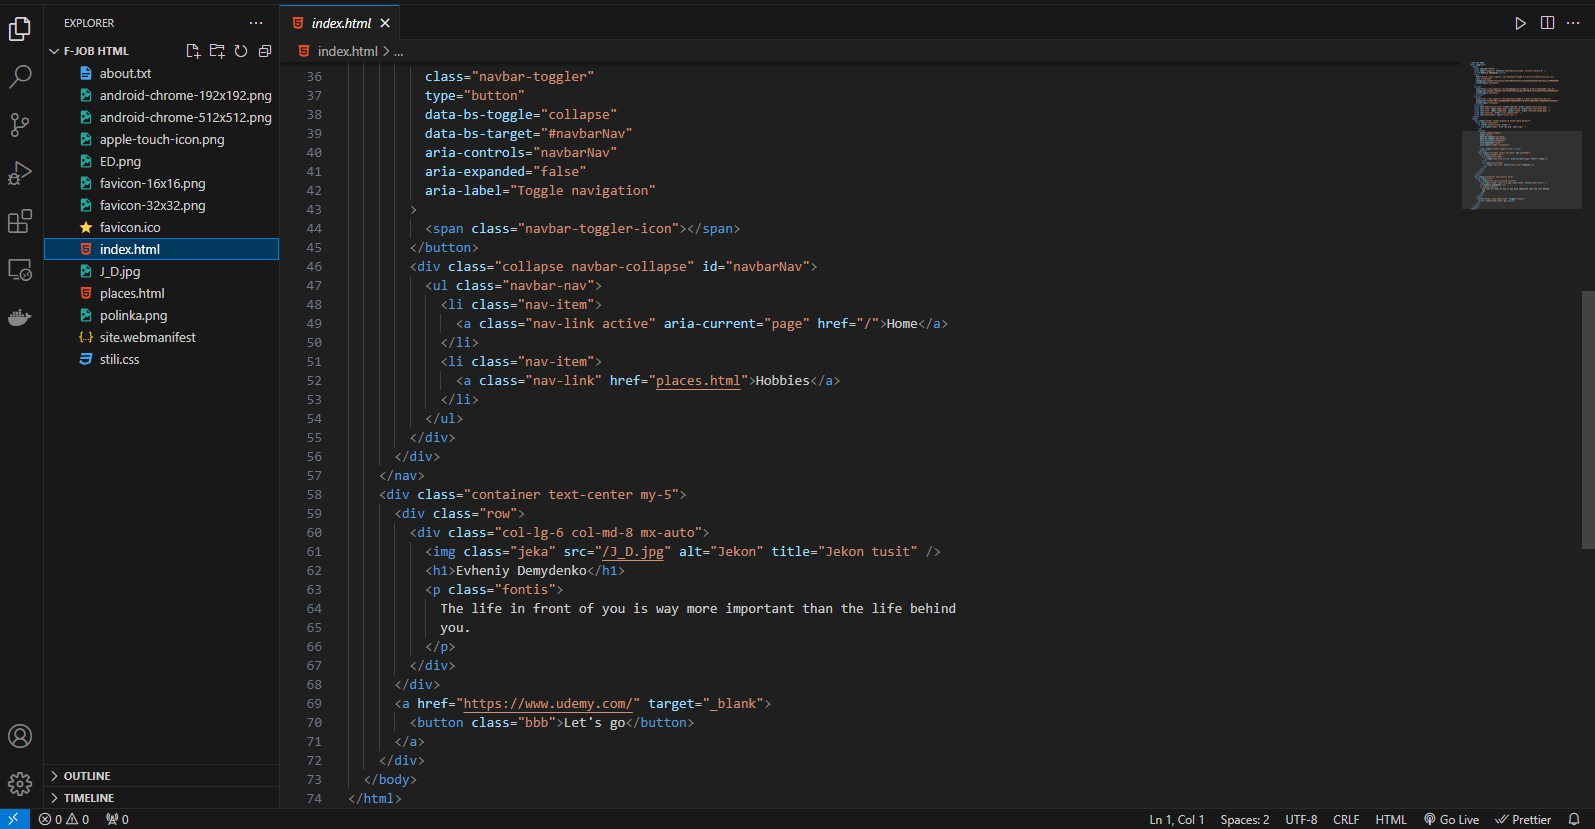 EXPLORER
F-JOB HTML
about.txt
android-chrome-192x192.png
android-chrome-512x512.png
apple-touch-icon.png
ED.png
favicon-16x16.png
favicon-32x32.png
favicon.ico
index.html
J_D.jpg
places.html
polinka.png
site.webmanifest
stili.css
OUTLINE
TIMELINE
index.html
index.html > ...
36 class="navbar-toggler"
37 type="button"
38 data-bs-toggle="collapse"
39 data-bs-target="#navbarNav"
40 aria-controls="navbarNav"
41 aria-expanded="false"
42 aria-label="Toggle navigation"
43 >
44 <span class="navbar-toggler-icon"></span>
45 </button>
46 <div class="collapse navbar-collapse" id="navbarNav">
47 <ul class="navbar-nav">
48 <li class="nav-item">
49 <a class="nav-link active" aria-current="page" href="/">Home</a>
50 </li>
51 <li class="nav-item">
52 <a class="nav-link" href="places.html">Hobbies</a>
53 </li>
54 </ul>
55 </div>
56 </div>
57 </nav>
58 <div class="container text-center my-5">
59 <div class="row">
60 <div class="col-lg-6 col-md-8 mx-auto">
61 <img class="jeka" src="/J_D.jpg" alt="Jekon" title="Jekon tusit" />
62 <h1>Evheniy Demydenko</h1>
63 <p class="fontis">
64 The life in front of you is way more important than the life behind
65 you.
66 </p>
67 </div>
68 </div>
69 <a href="https://www.udemy.com/" target="_blank">
70 <button class="bbb">Let's go</button>
71 </a>
72 </div>
73 </body>
74 </html>
0 0 0 Ln 1, Col 1 Spaces: 2 UTF-8 CRLF HTML Go Live Prettier